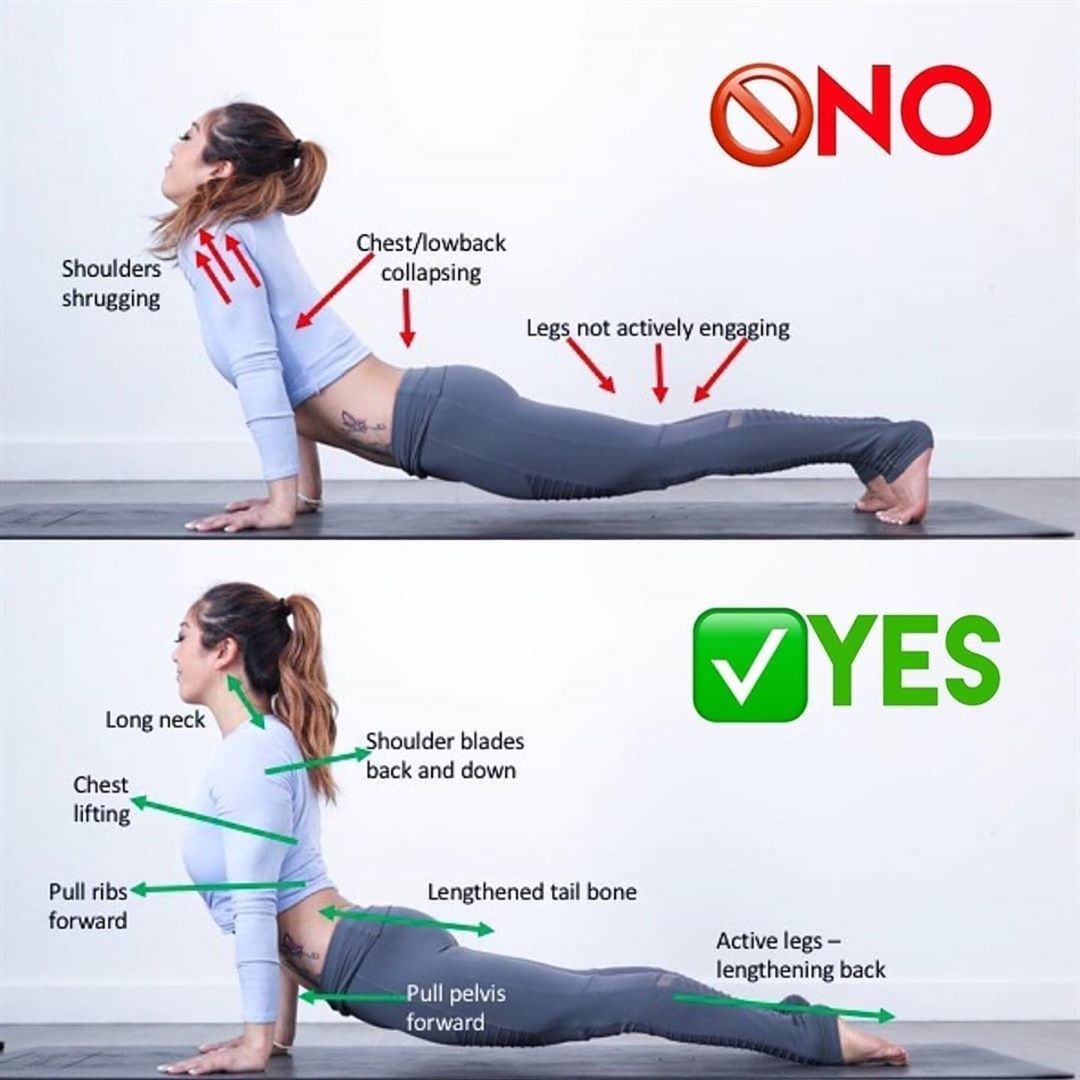 NO
Shoulders
shrugging
Chest/lowback
collapsing
Legs not actively engaging
YES
Long neck
Shoulder blades
back and down
Chest
lifting
Pull ribs
forward
Lengthened tail bone
Active legs –
lengthening back
Pull pelvis
forward